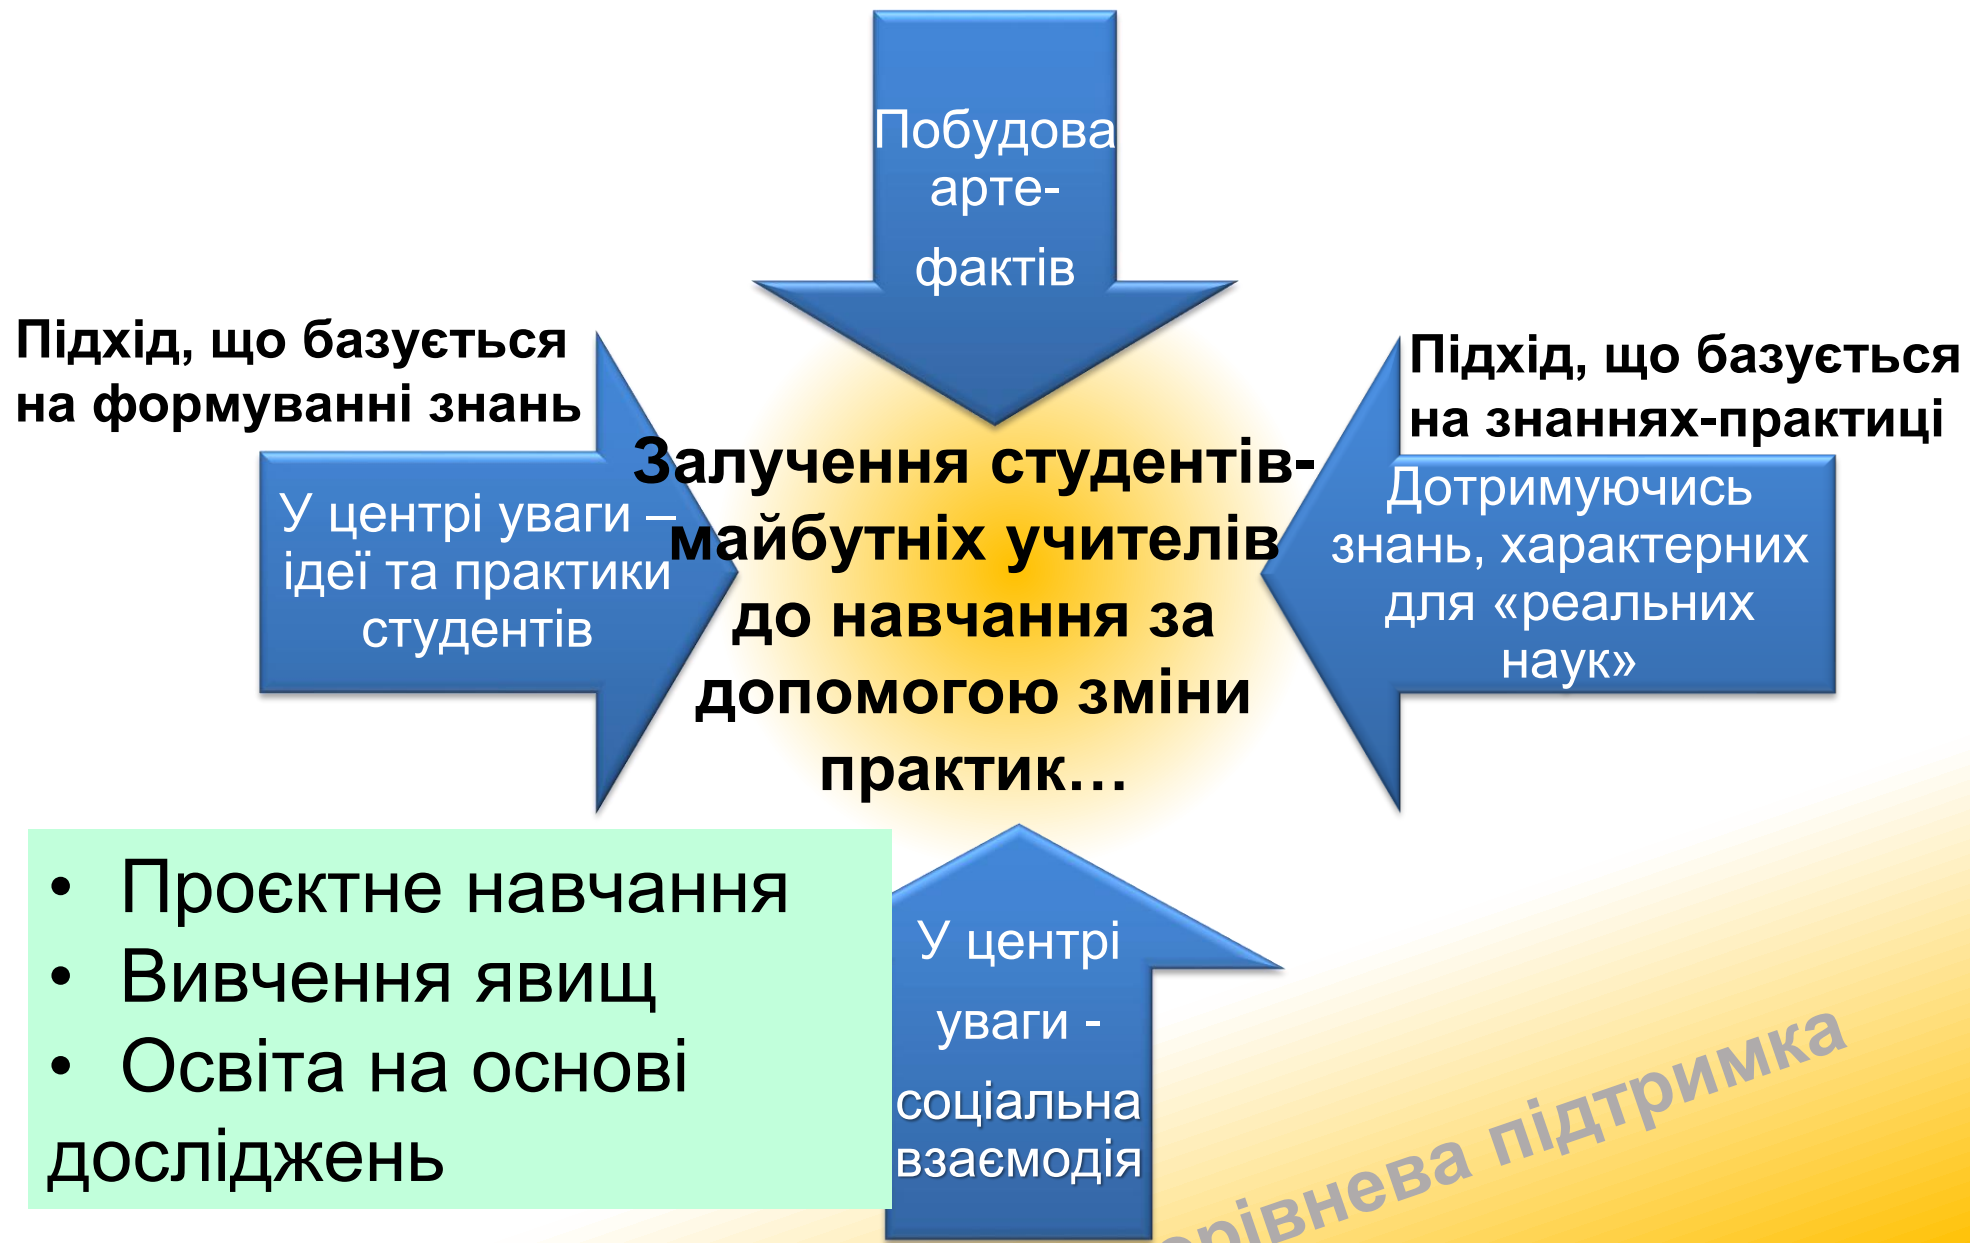 Побудова
арте-
фактів
Підхід, що базується
на формуванні знань
Підхід, що базується
на знаннях-практиці
У центрі уваги –
ідеї та практики
студентів
Залучення студентів-
майбутніх учителів
до навчання за
допомогою зміни
практик…
Дотримуючись
знань, характерних
для «реальних
наук»
• Проєктне навчання
• Вивчення явищ
• Освіта на основі
досліджень
У центрі
уваги -
соціальна
взаємодія
підтримка